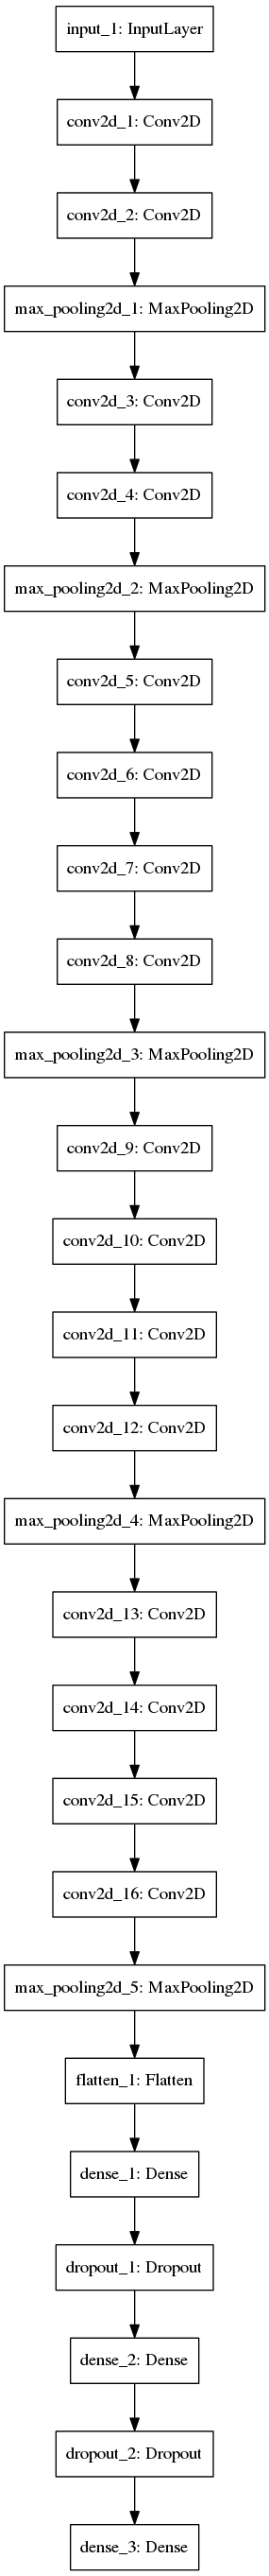 input_1: InputLayer
conv2d_1: Conv2D
conv2d_2: Conv2D
max_pooling2d_1: MaxPooling2D
conv2d_3: Conv2D
conv2d_4: Conv2D
max_pooling2d_2: MaxPooling2D
conv2d_5: Conv2D
conv2d_6: Conv2D
conv2d_7: Conv2D
conv2d_8: Conv2D
max_pooling2d_3: MaxPooling2D
conv2d_9: Conv2D
conv2d_10: Conv2D
conv2d_11: Conv2D
conv2d_12: Conv2D
max_pooling2d_4: MaxPooling2D
conv2d_13: Conv2D
conv2d_14: Conv2D
conv2d_15: Conv2D
conv2d_16: Conv2D
max_pooling2d_5: MaxPooling2D
flatten_1: Flatten
dense_1: Dense
dropout_1: Dropout
dense_2: Dense
dropout_2: Dropout
dense_3: Dense